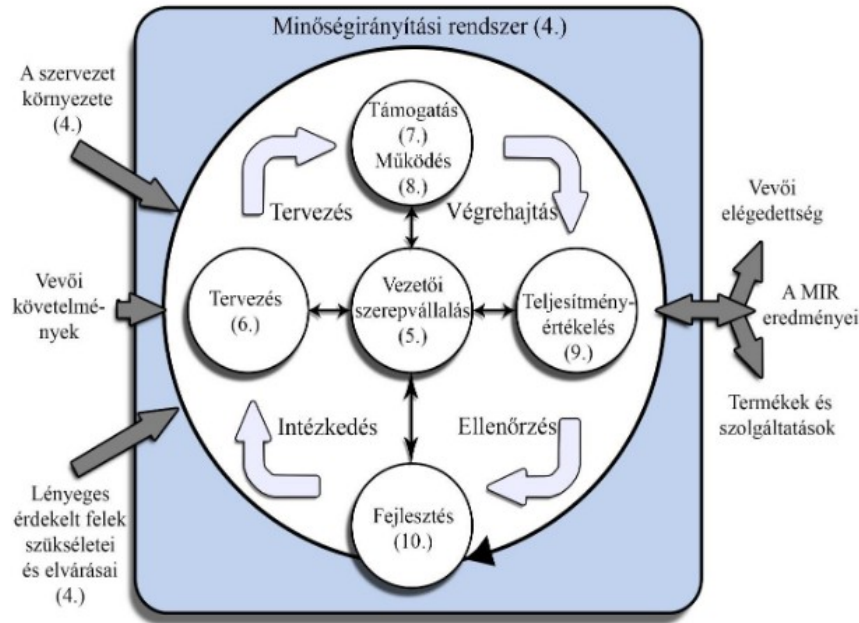 Minőségirányítási rendszer (4.)
A szervezet
környezete
(4.)
Vevői
követelmé-
nyek
Lényeges
érdekelt felek
szükséletei
és elvárásai
(4.)
Támogatás
(7.)
Működés
(8.)
Tervezés
Végrehajtás
Tervezés
(6.)
Vezetői
szerepvállalás
(5.)
Teljesítmény-
értékelés
(9.)
Intézkedés
Ellenőrzés
Fejlesztés
(10.)
Vevői
elégedettség
A MIR
eredményei
Termékek és
szolgáltatások